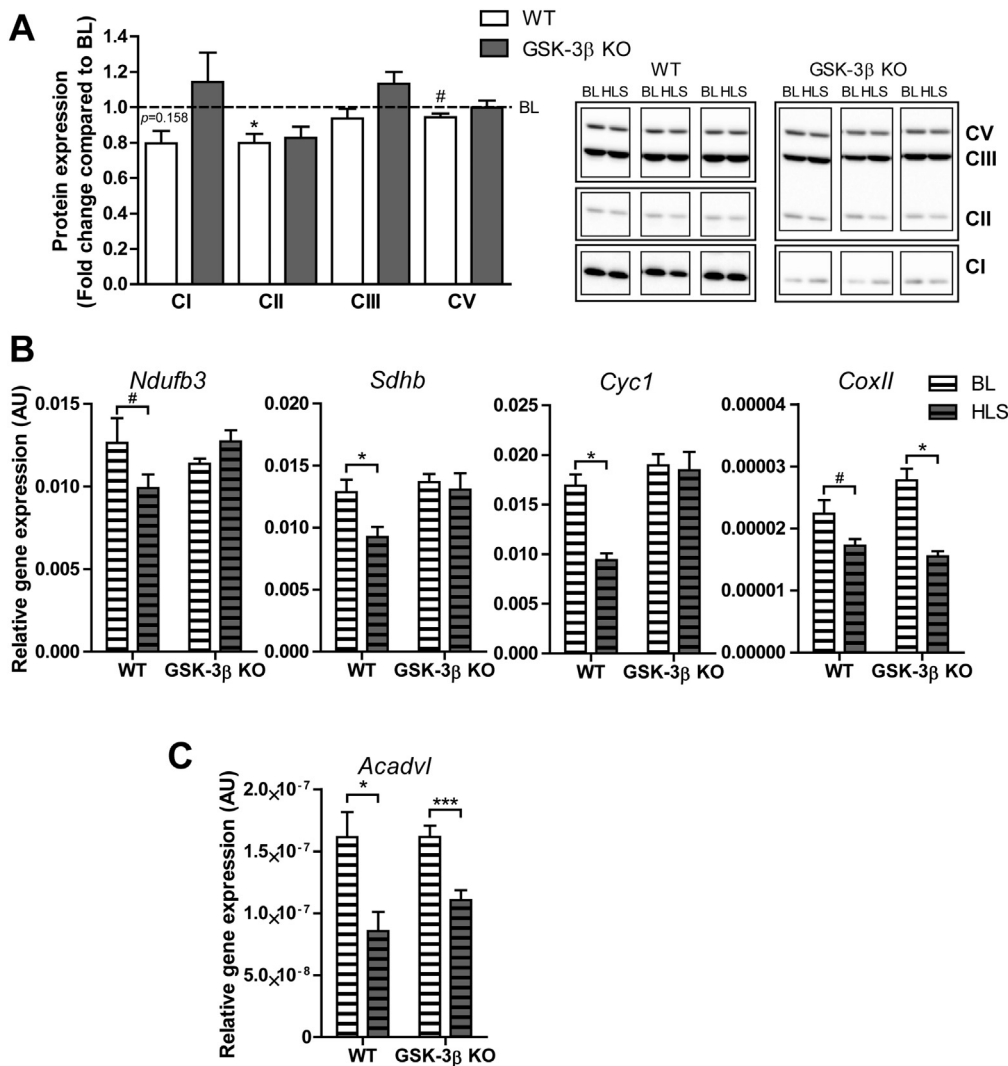 A
WT
GSK-3β KO
Protein expression
(Fold change compared to BL)
1.4
1.2
1.0
0.8
0.6
0.4
0.2
0.0
p=0.158
*
#
BL
CI
CII
CIII
CV
WT
GSK-3β KO
BL HLS
BL HLS
BL HLS
BL HLS
BL HLS
BL HLS
CV
CIII
CII
CI
B
Relative gene expression (AU)
Ndufb3
0.015
0.010
0.005
0.000
#
WT
GSK-3β KO
Sdhb
0.020
0.015
0.010
0.005
0.000
*
WT
GSK-3β KO
Cyc1
0.025
0.020
0.015
0.010
0.005
0.000
*
WT
GSK-3β KO
CoxII
0.00004
0.00003
0.00002
0.00001
0.00000
#
*
WT
GSK-3β KO
BL
HLS
C
Acadvl
Relative gene expression (AU)
2.0×10-7
1.5×10-7
1.0×10-7
5.0×10-8
0
*
***
WT
GSK-3β KO